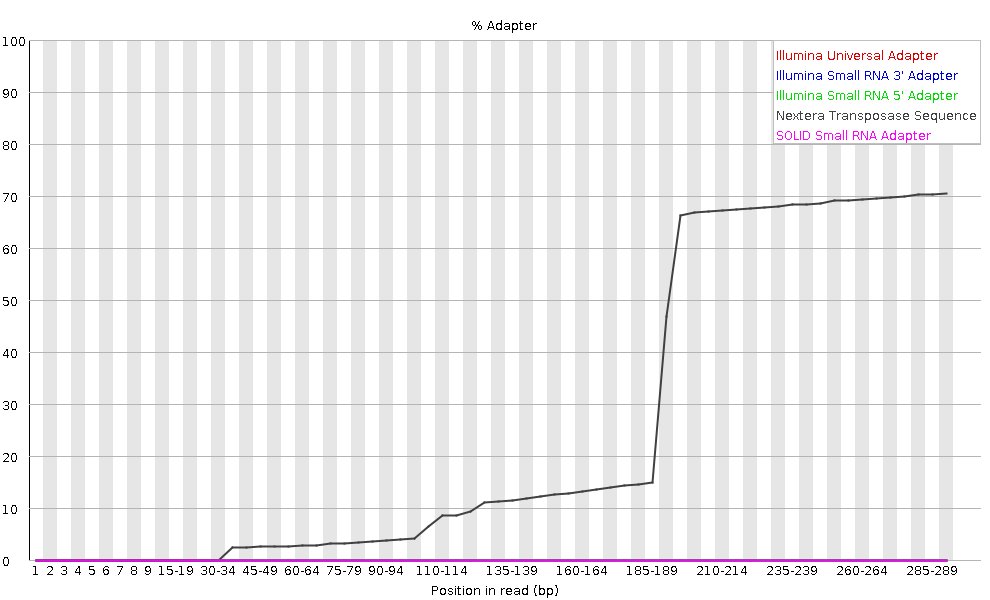 % Adapter
100
90
80
70
60
50
40
30
20
10
0
Illumina Universal Adapter
Illumina Small RNA 3' Adapter
Illumina Small RNA 5' Adapter
Nextera Transposase Sequence
SOLID Small RNA Adapter
1 2 3 4 5 6 7 8 9 15-19 30-34 45-49 60-64 75-79 90-94 110-114 135-139 160-164 185-189 210-214 235-239 260-264 285-289
Position in read (bp)